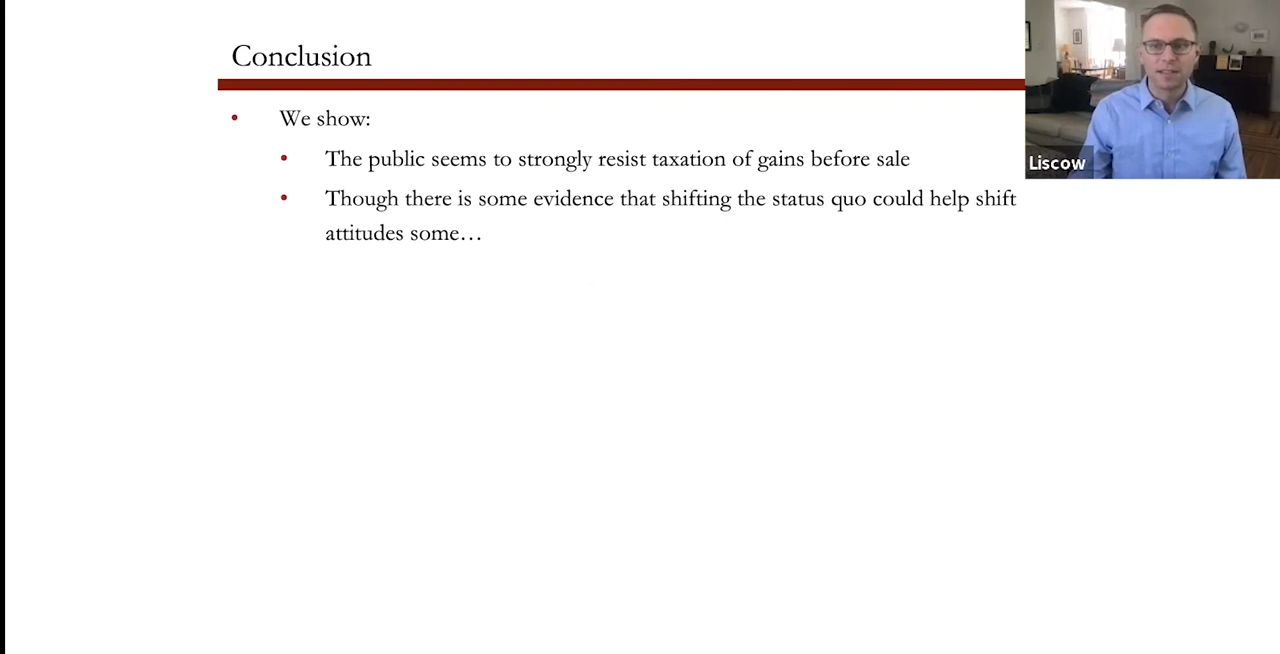 Conclusion
• We show:
• The public seems to strongly resist taxation of gains before sale
• Though there is some evidence that shifting the status quo could help shift
attitudes some…
Liscow